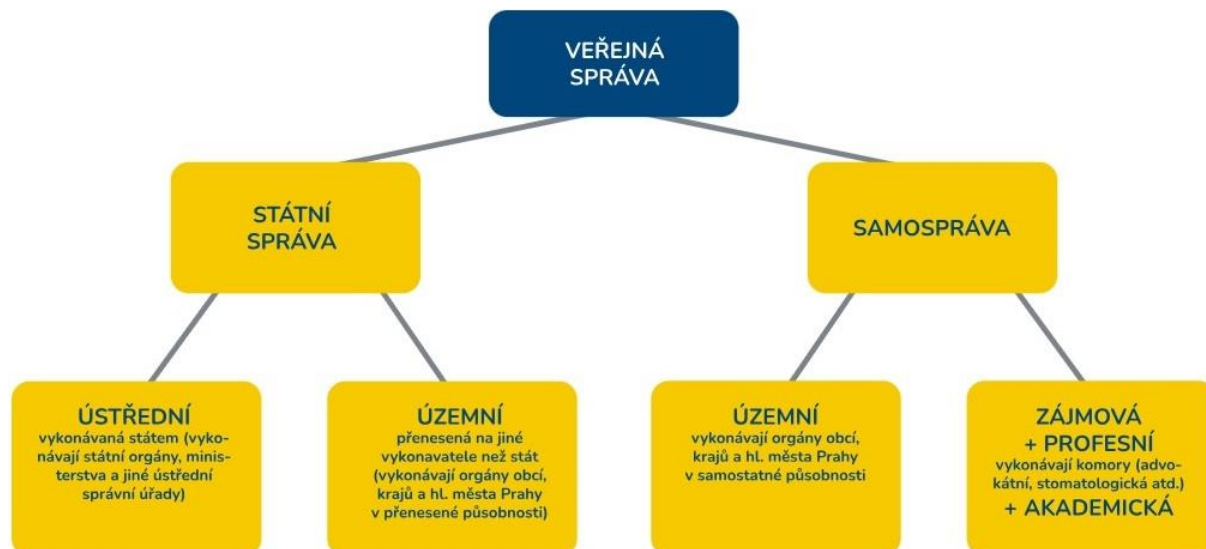 VEŘEJNÁ
SPRÁVA
STÁTNÍ
SPRÁVA
SAMOSPRÁVA
ÚSTŘEDNÍ
vykonávaná státem (vyko-
návají státní orgány, minis-
terstva a jiné ústřední
správní úřady)
ÚZEMNÍ
přenesená na jiné
vykonavatele než stát
(vykonávají orgány obcí,
krajů a hl. města Prahy
v přenesené působnosti)
ÚZEMNÍ
vykonávají orgány obcí,
krajů a hl. města Prahy
v samostatné působnosti
ZÁJMOVÁ
+ PROFESNÍ
vykonávají komory (advo-
kátní, stomatologická atd.)
+ AKADEMICKÁ